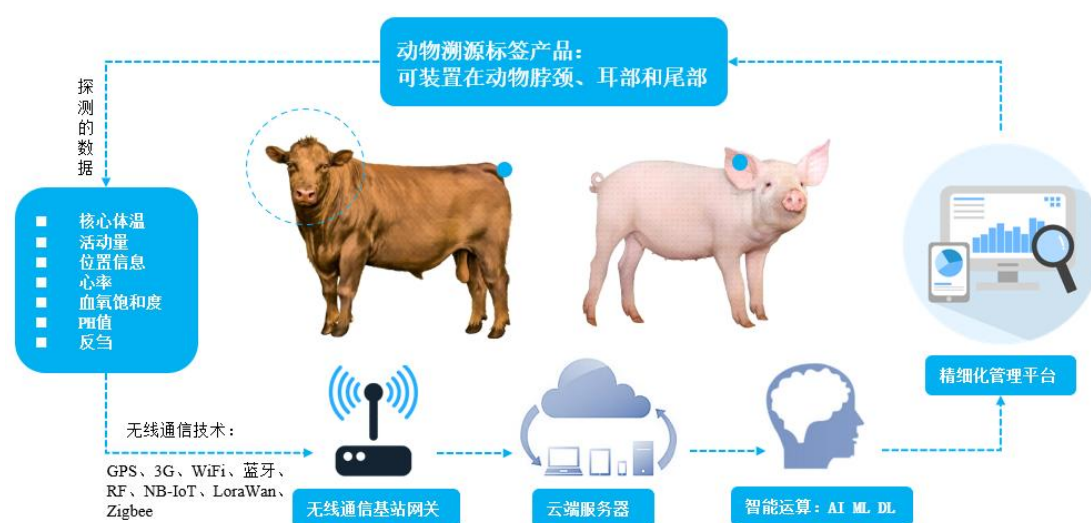 动物溯源标签产品：
可装置在动物脖颈、耳部和尾部
探测的数据
核心体温
活动量
位置信息
心率
血氧饱和度
PH值
反刍
无线通信技术：
GPS、3G、WiFi、蓝牙、
RF、NB-IoT、LoraWan、
Zigbee
无线通信基站网关
云端服务器
智能运算：AI ML DL
精细化管理平台